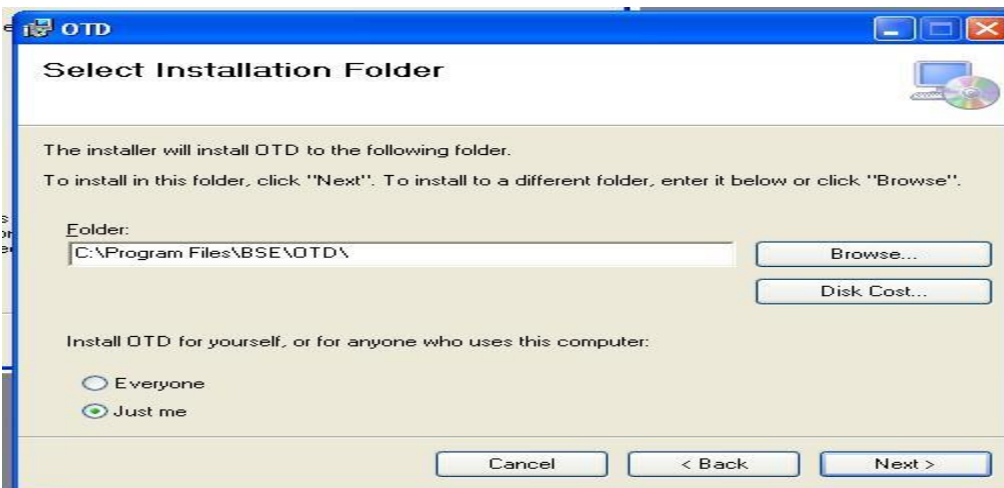 OTD
Select Installation Folder
The installer will install OTD to the following folder.
To install in this folder, click "Next". To install to a different folder, enter it below or click "Browse".
Folder:
C:\Program Files\BSE\OTD\
Browse...
Disk Cost...
Install OTD for yourself, or for anyone who uses this computer:
Everyone
Just me
Cancel
< Back
Next >